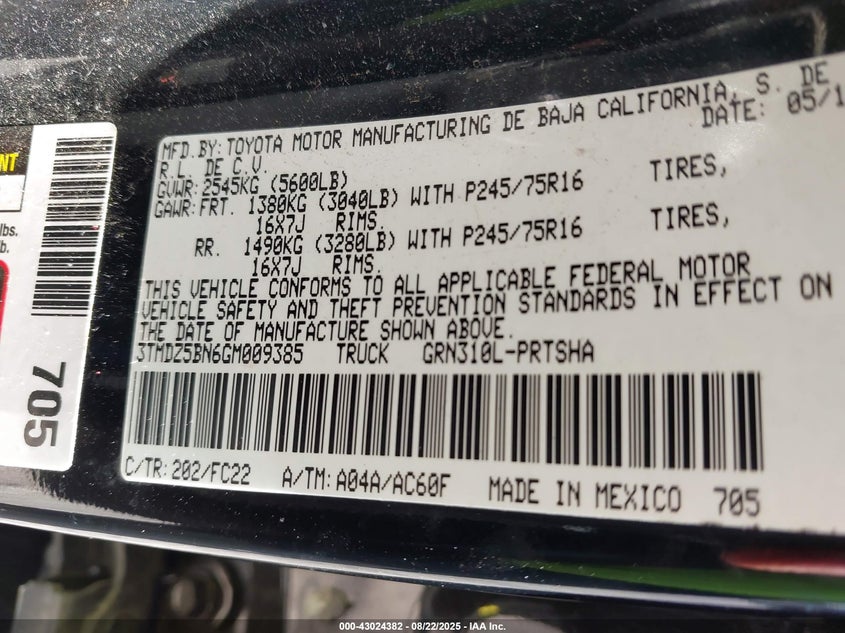 NT
lbs.
b.
705
MFD.BY: TOYOTA MOTOR MANUFACTURING DE BAJA CALIFORNIA, S. DE
R.L. DE C.V. DATE: 05/1
GVWR: 2545KG (5600LB)
GAWR: FRT. 1380KG (3040LB) WITH P245/75R16 TIRES,
16X7J RIMS.
RR. 1490KG (3280LB) WITH P245/75R16 TIRES,
16X7J RIMS.
THIS VEHICLE CONFORMS TO ALL APPLICABLE FEDERAL MOTOR
VEHICLE SAFETY AND THEFT PREVENTION STANDARDS IN EFFECT ON
THE DATE OF MANUFACTURE SHOWN ABOVE.
3TMDZ5BN6GM009385 TRUCK GRN310L-PRTSHA
C/TR: 202/FC22 A/TM: A04A/AC60F MADE IN MEXICO 705
000-43024382 - 08/22/2025 - IAA Inc.